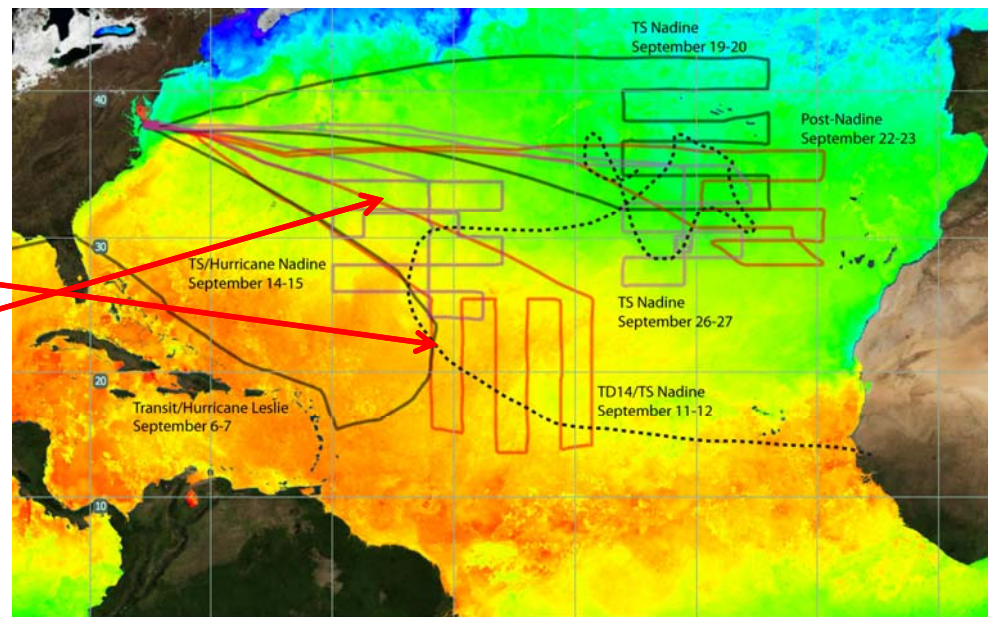 TS Nadine
September 19-20
40
Post-Nadine
September 22-23
30
TS/Hurricane Nadine
September 14-15
TS Nadine
September 26-27
20
TD14/TS Nadine
September 11-12
Transit/Hurricane Leslie
September 6-7
10